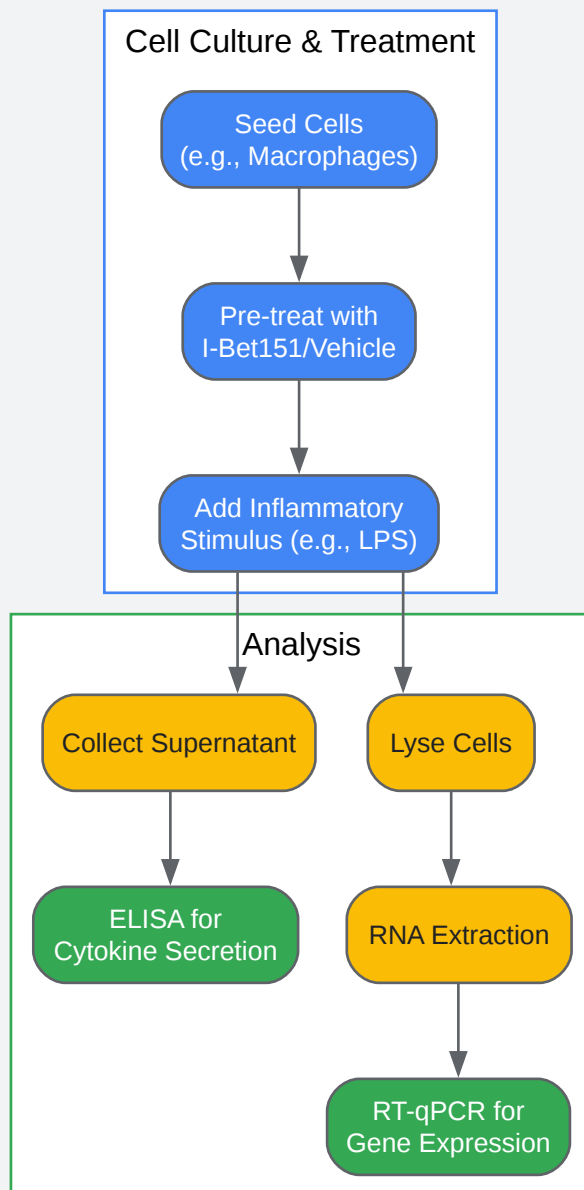 Cell Culture & Treatment
Seed Cells
(e.g., Macrophages)
Pre-treat with
I-Bet151/Vehicle
Add Inflammatory
Stimulus (e.g., LPS)
Analysis
Collect Supernatant
Lyse Cells
ELISA for
Cytokine Secretion
RNA Extraction
RT-qPCR for
Gene Expression